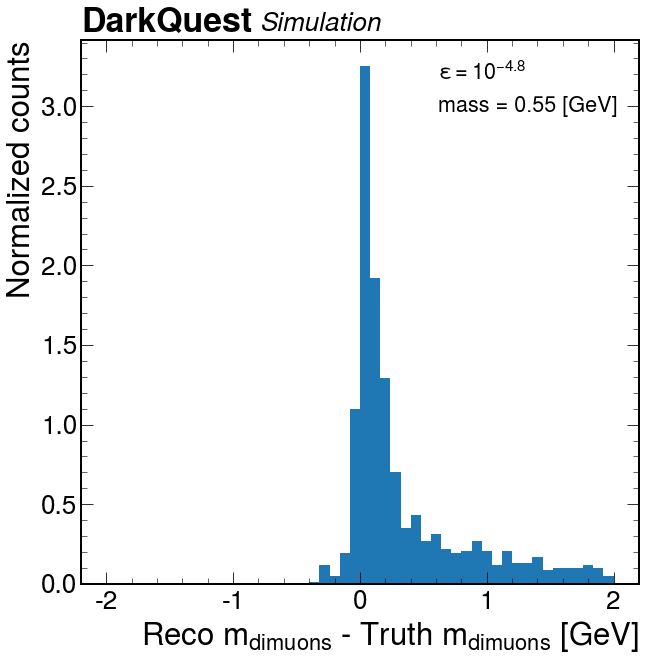 DarkQuest Simulation
ε = 10^−4.8
mass = 0.55 [GeV]
Normalized counts
3.0
2.5
2.0
1.5
1.0
0.5
0.0
-2 -1 0 1 2
Reco m_dimuons - Truth m_dimuons [GeV]